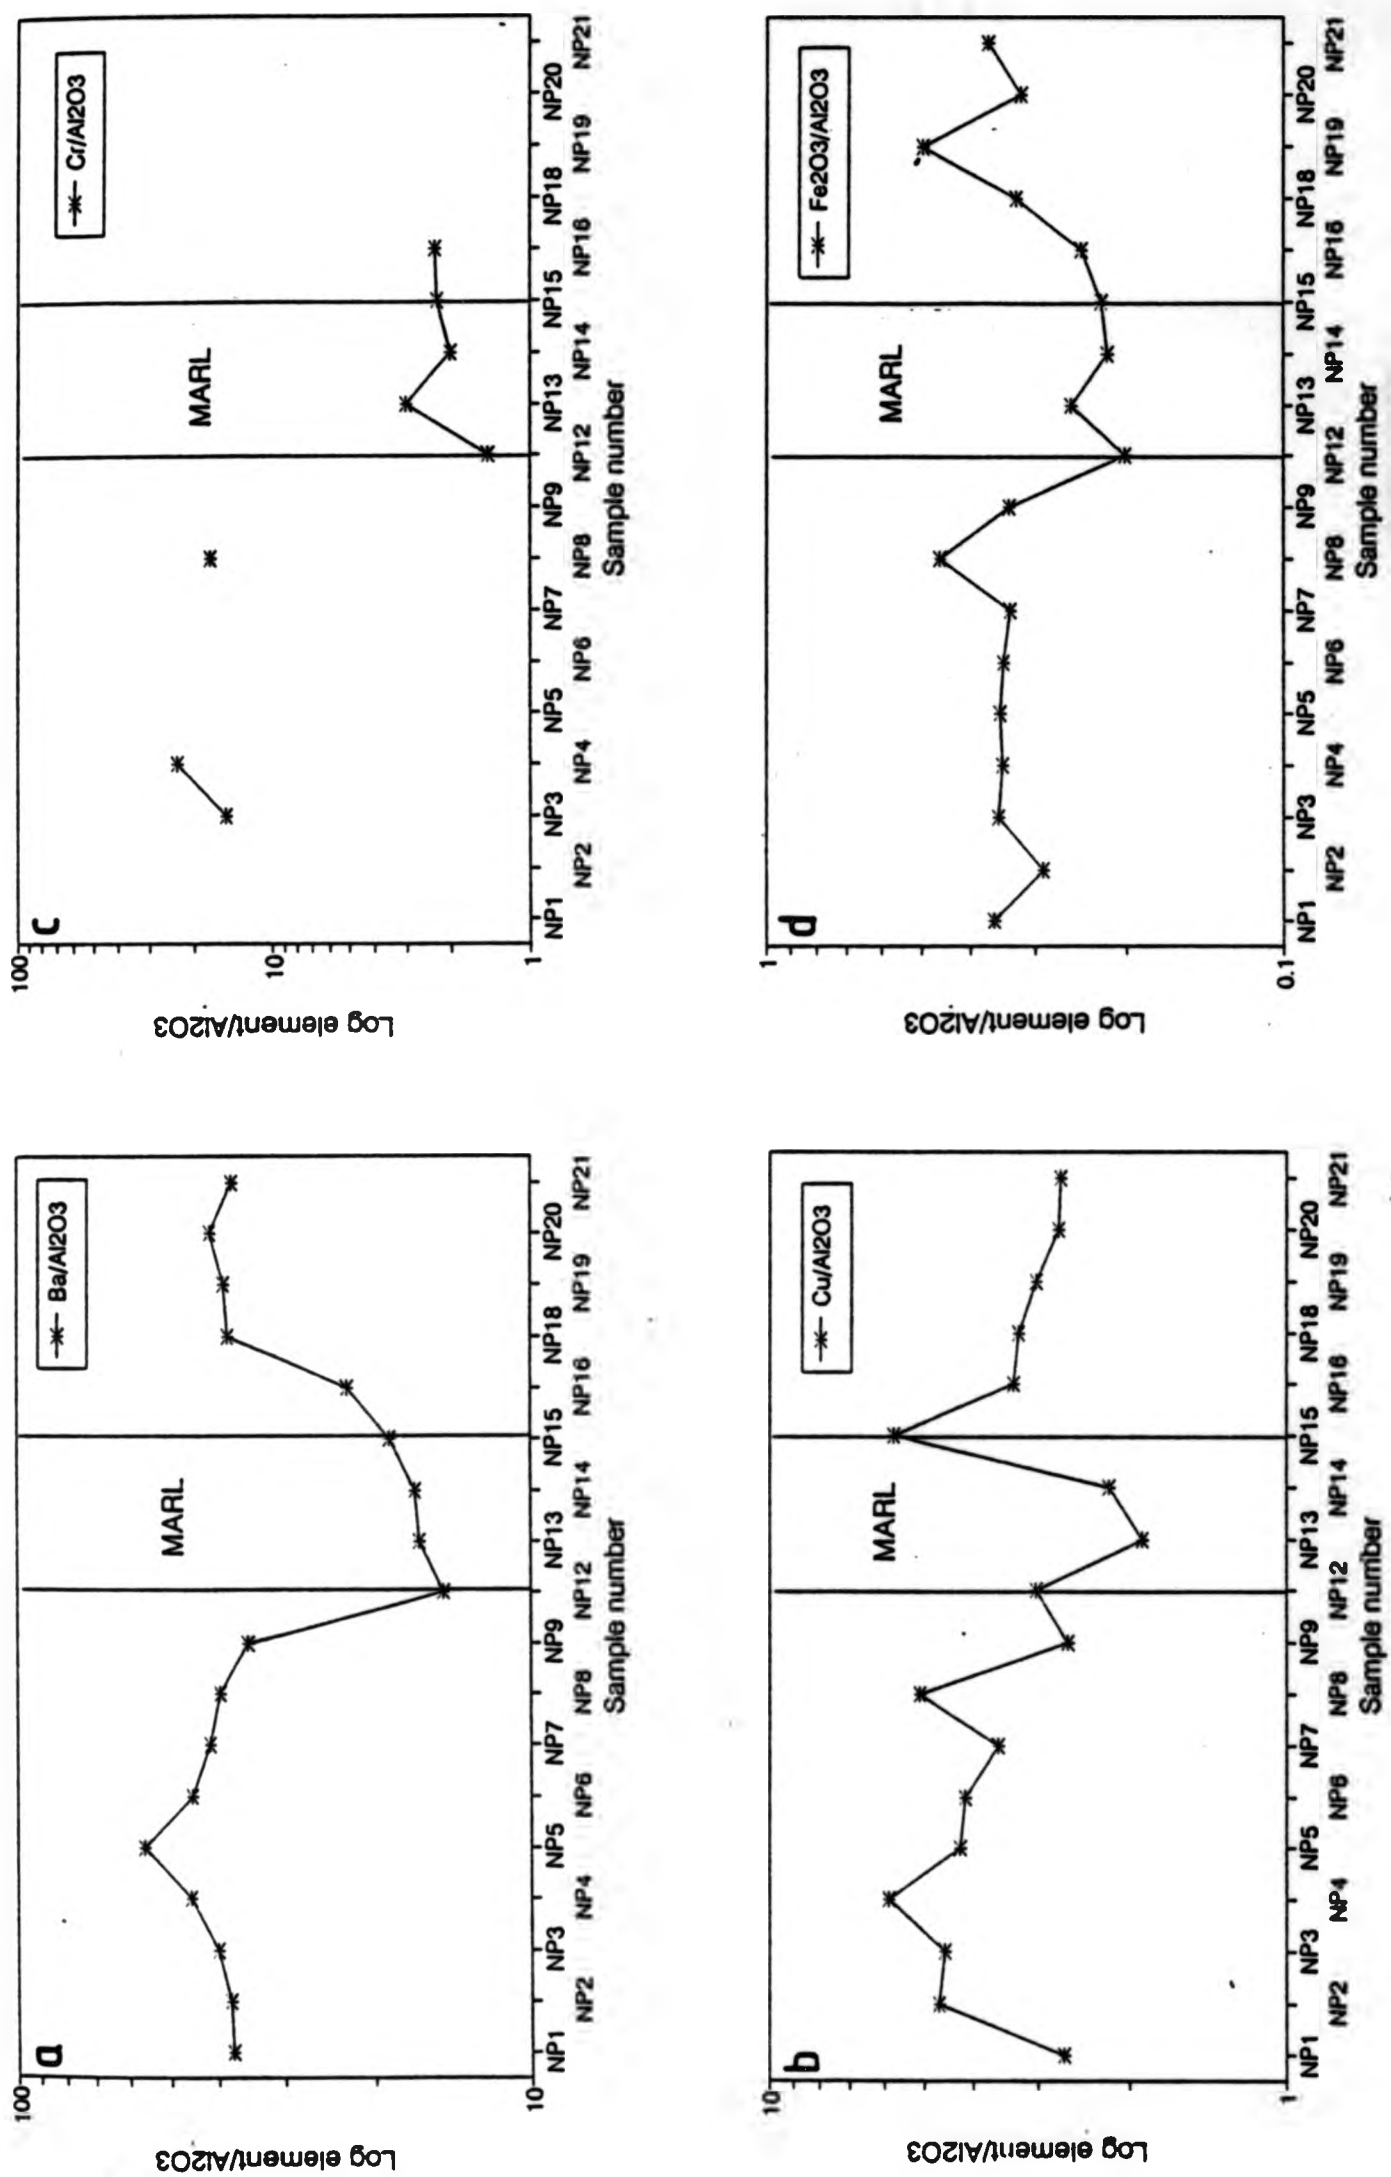 a
Ba/Al2O3
MARL
100
10
Log element/Al2O3
NP1 NP3 NP5 NP7 NP9 NP13 NP15 NP18 NP20
NP2 NP4 NP6 NP8 NP12 NP14 NP16 NP19 NP21
Sample number
c
Cr/Al2O3
MARL
100
10
1
Log element/Al2O3
NP1 NP3 NP5 NP7 NP9 NP13 NP15 NP18 NP20
NP2 NP4 NP6 NP8 NP12 NP14 NP16 NP19 NP21
Sample number
b
Cu/Al2O3
MARL
10
1
Log element/Al2O3
NP1 NP3 NP5 NP7 NP9 NP13 NP15 NP18 NP20
NP2 NP4 NP6 NP8 NP12 NP14 NP16 NP19 NP21
Sample number
d
Fe2O3/Al2O3
MARL
1
0.1
Log element/Al2O3
NP1 NP3 NP5 NP7 NP9 NP13 NP15 NP18 NP20
NP2 NP4 NP6 NP8 NP12 NP14 NP16 NP19 NP21
Sample number